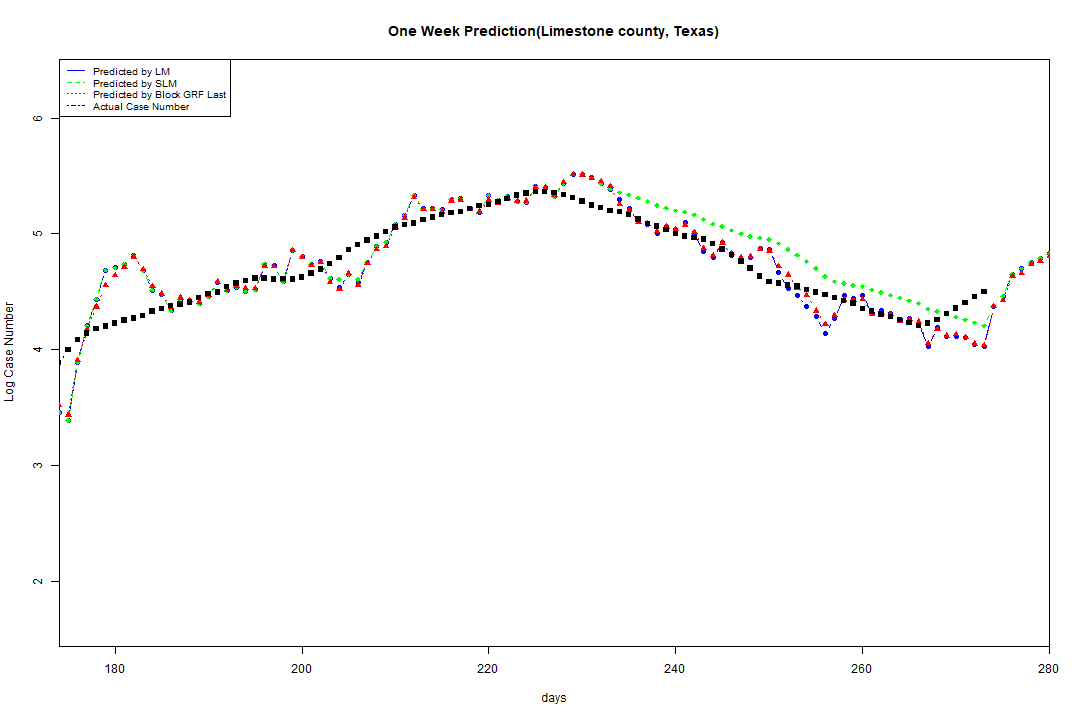 One Week Prediction(Limestone county, Texas)
Predicted by LM
Predicted by SLM
Predicted by Block GRF Last
Actual Case Number
6
5
4
3
2
Log Case Number
180 200 220 240 260 280
days